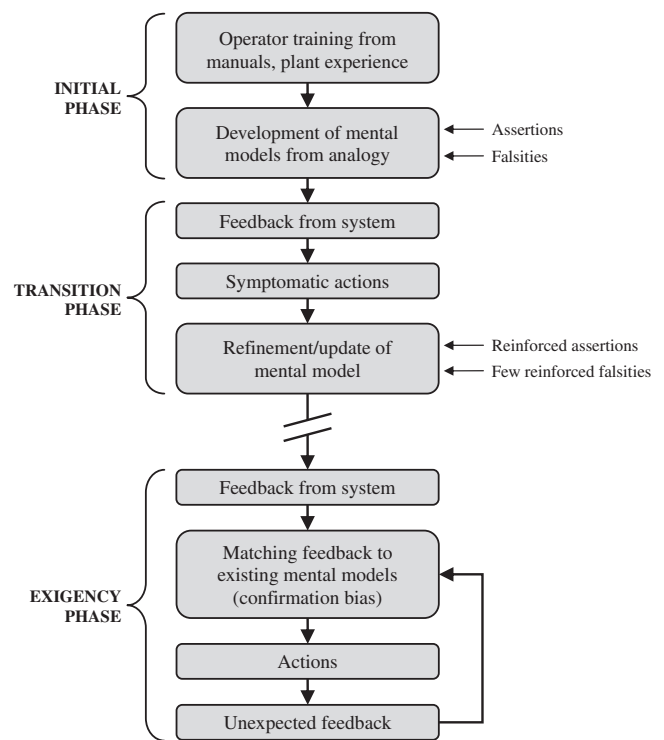 Operator training from
manuals, plant experience
INITIAL
PHASE
Development of mental
models from analogy
Assertions
Falsities
Feedback from system
TRANSITION
PHASE
Symptomatic actions
Refinement/update of
mental model
Reinforced assertions
Few reinforced falsities
Feedback from system
Matching feedback to
existing mental models
(confirmation bias)
EXIGENCY
PHASE
Actions
Unexpected feedback